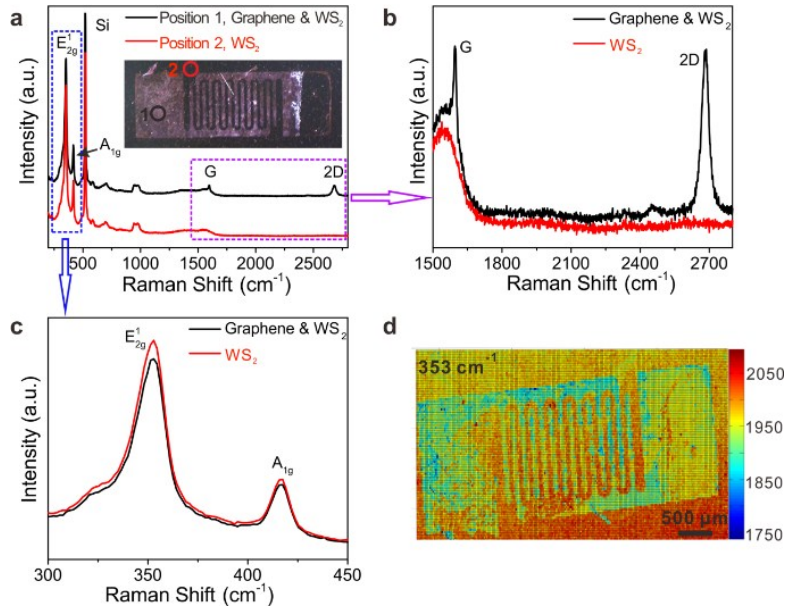 a
Si
Position 1, Graphene & WS₂
Position 2, WS₂
E¹₂g
2
1
A₁g
G
2D
Intensity (a.u.)
500 1000 1500 2000 2500
Raman Shift (cm⁻¹)
b
Graphene & WS₂
WS₂
G
2D
Intensity (a.u.)
1500 1800 2100 2400 2700
Raman Shift (cm⁻¹)
c
Graphene & WS₂
WS₂
E¹₂g
A₁g
Intensity (a.u.)
300 350 400 450
Raman Shift (cm⁻¹)
d
353 cm⁻¹
2050
1950
1850
1750
500 μm